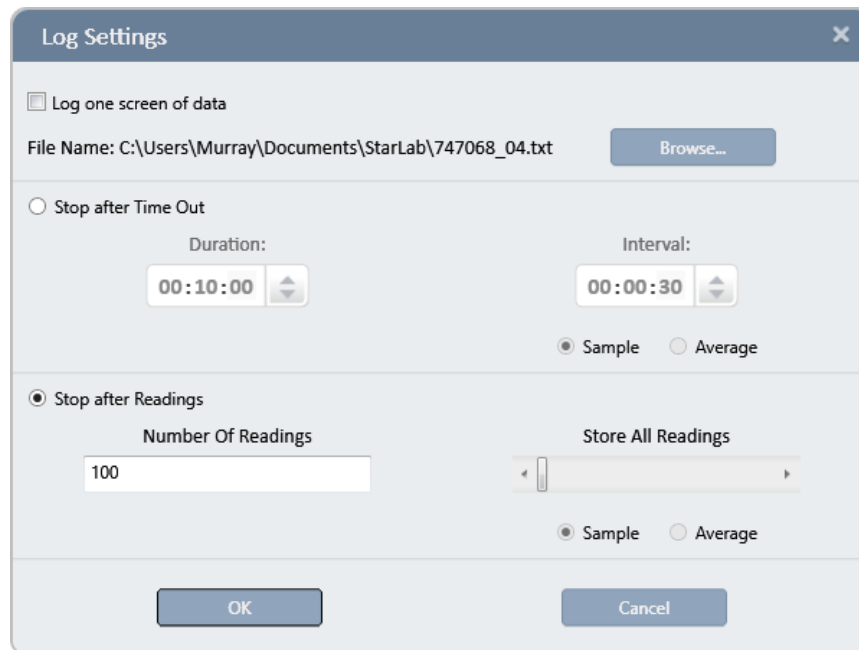 Log Settings
Log one screen of data
File Name: C:\Users\Murray\Documents\StarLab\747068_04.txt Browse...
Stop after Time Out
Duration: Interval:
00:10:00 00:00:30
Sample Average
Stop after Readings
Number Of Readings Store All Readings
100
Sample Average
OK Cancel